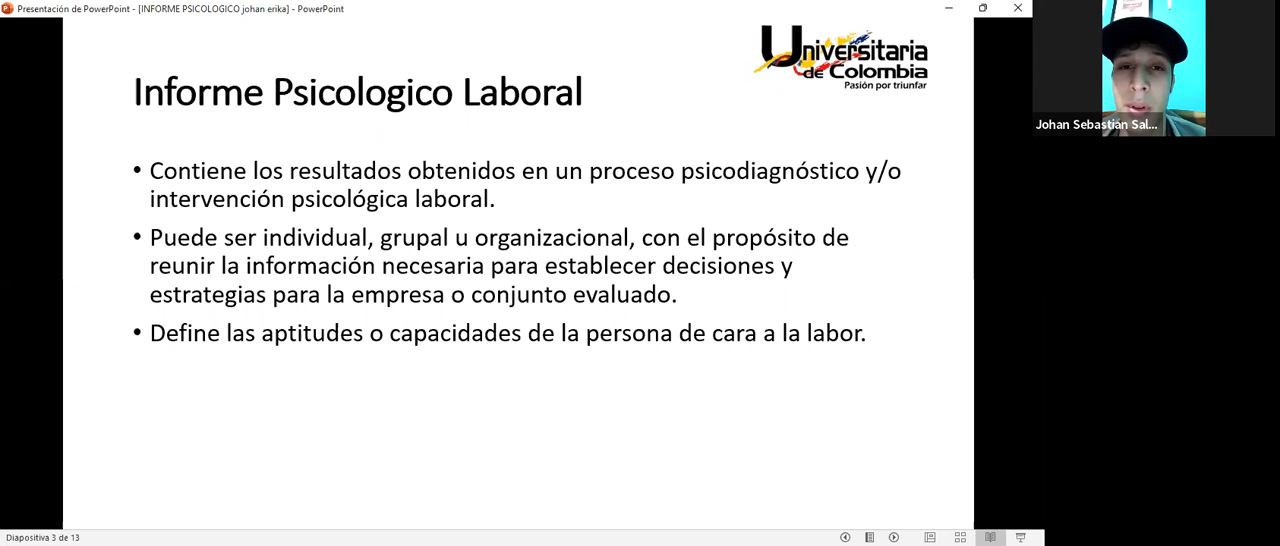 Presentación de PowerPoint - [INFORME PSICOLOGICO johan erika] - PowerPoint
Universitaria
de Colombia
Pasión por triunfar
Informe Psicologico Laboral
Johan Sebastián Sal...
• Contiene los resultados obtenidos en un proceso psicodiagnóstico y/o
intervención psicológica laboral.
• Puede ser individual, grupal u organizacional, con el propósito de
reunir la información necesaria para establecer decisiones y
estrategias para la empresa o conjunto evaluado.
• Define las aptitudes o capacidades de la persona de cara a la labor.
Diapositiva 3 de 13